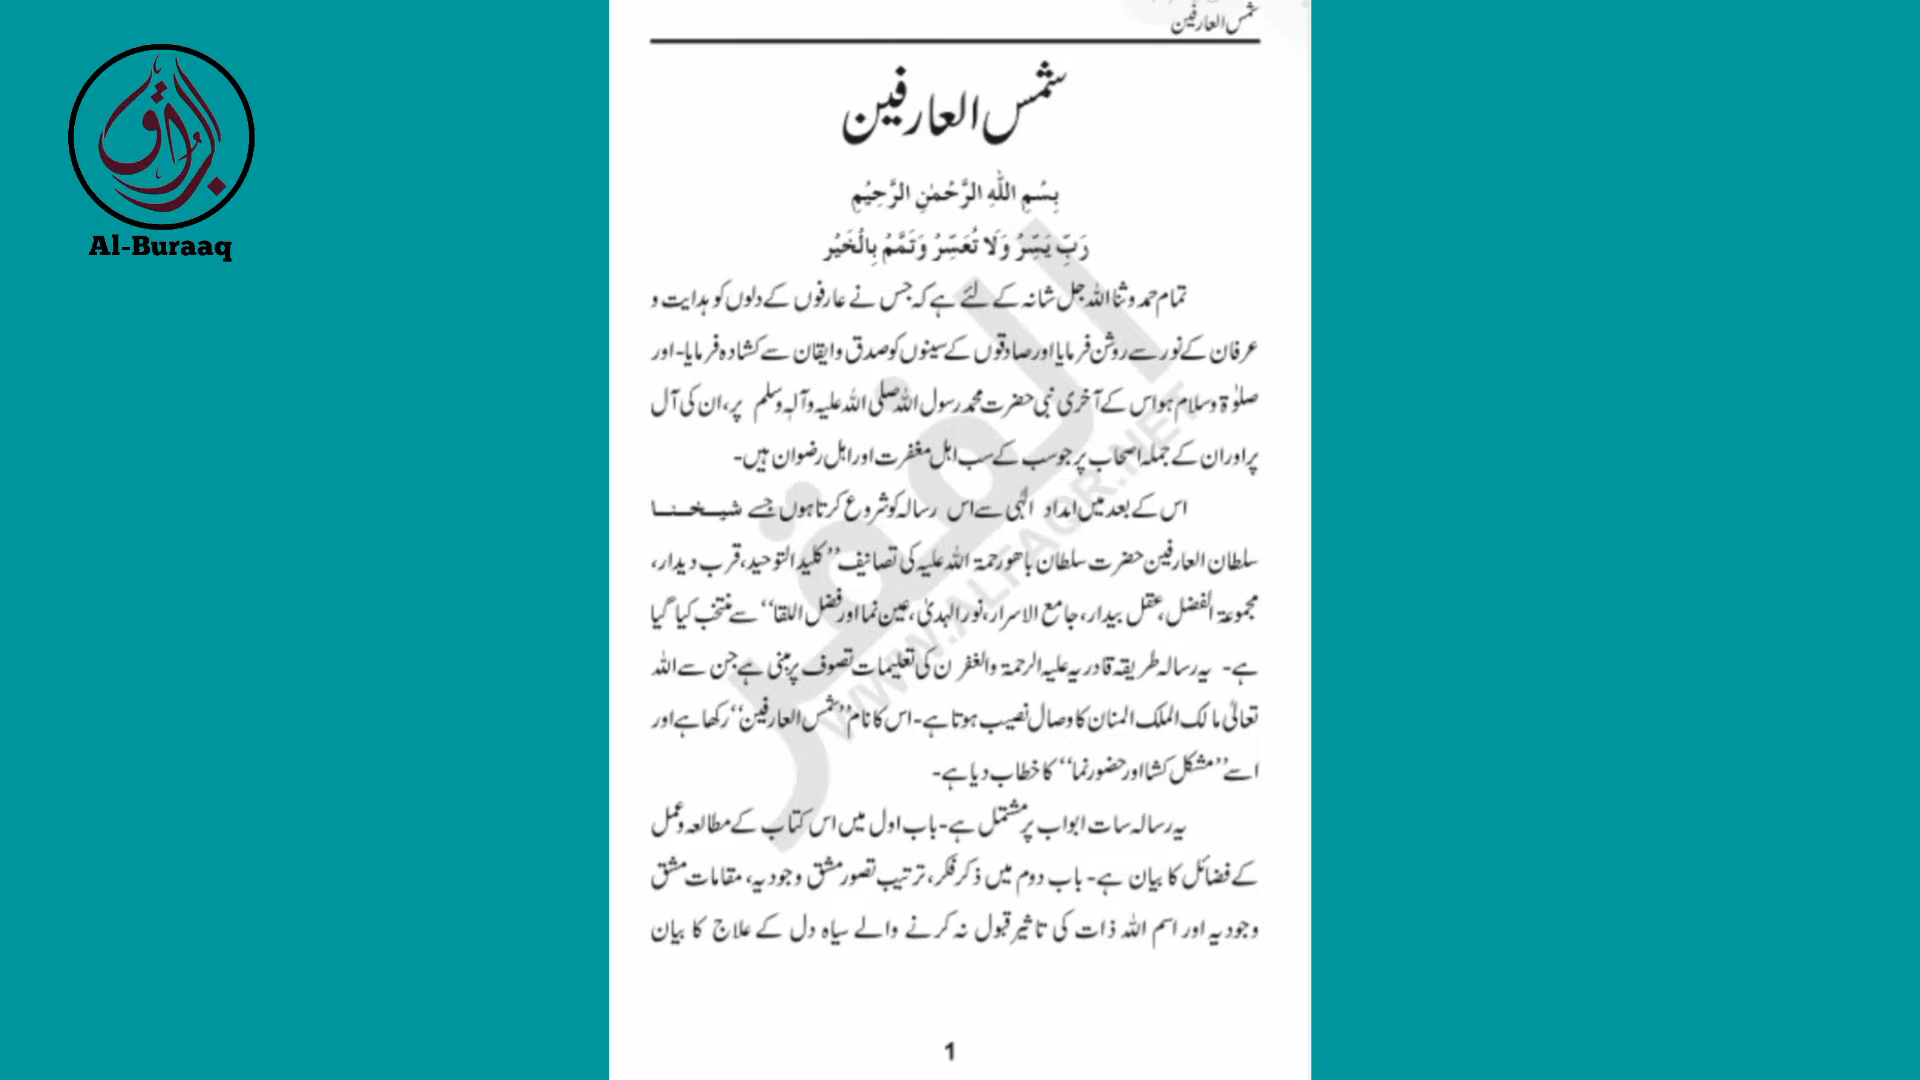 شمس العارفین
شمس العارفین
بِسْمِ اللّٰهِ الرَّحْمٰنِ الرَّحِيْمِ
رَبِّ يَسِّرْ وَلَا تُعَسِّرْ وَتَمِّمْ بِالْخَيْرِ
تمام حمد و ثنا اللہ جل شانہ کے لئے ہے کہ جس نے عارفوں کے دلوں کو ہدایت و
عرفان کے نور سے روشن فرمایا اور صادقوں کے سینوں کو صدق و ایقان سے کشادہ فرمایا۔ اور
صلوٰۃ و سلام ہو اس کے آخری نبی حضرت محمد رسول اللہ صلی اللہ علیہ وآلہٖ وسلم پر، ان کی آل
پر اور ان کے جملہ اصحاب پر جو سب کے سب اہل مغفرت اور اہل رضوان ہیں۔
اس کے بعد میں امداد الٰہی سے اس رسالہ کو شروع کرتا ہوں جسے شیخنا
سلطان العارفین حضرت سلطان باھو رحمۃ اللہ علیہ کی تصانیف ’’کلید التوحید، قرب دیدار،
مجموعۃ الفضل، عقل بیدار، جامع الاسرار، نور الہدیٰ، عین نما اور فضل اللقا‘‘ سے منتخب کیا گیا
ہے۔ یہ رسالہ طریقہ قادریہ علیہ الرحمۃ والغفرن کی تعلیمات تصوف پر مبنی ہے جن سے اللہ
تعالیٰ مالک الملک المنان کا وصال نصیب ہوتا ہے۔ اس کا نام ’’شمس العارفین‘‘ رکھا ہے اور
اسے ’’مشکل کشا اور حضور نما‘‘ کا خطاب دیا ہے۔
یہ رسالہ سات ابواب پر مشتمل ہے۔ باب اول میں اس کتاب کے مطالعہ و عمل
کے فضائل کا بیان ہے۔ باب دوم میں ذکر فکر، ترتیب تصور مشق وجودیہ، مقامات مشق
وجودیہ اور اسم اللہ ذات کی تاثیر قبول نہ کرنے والے سیاہ دل کے علاج کا بیان
1
الفقر
WWW.ALFAQR.NET
براق
Al-Buraaq